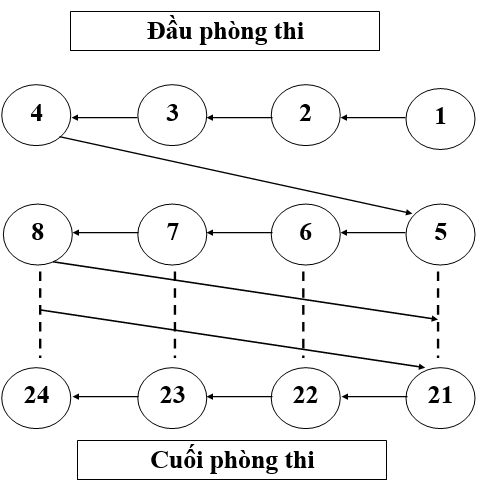 Đầu phòng thi
4 3 2 1
8 7 6 5
24 23 22 21
Cuối phòng thi